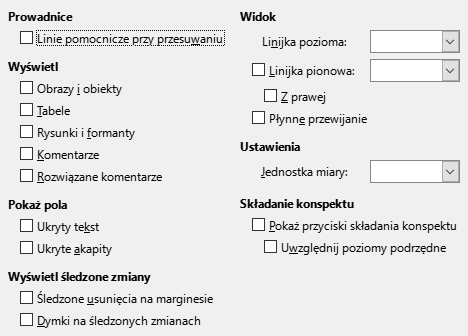 Prowadnice
Linie pomocnicze przy przesuwaniu
Wyświetl
Obrazy i obiekty
Tabele
Rysunki i formanty
Komentarze
Rozwiązane komentarze
Pokaż pola
Ukryty tekst
Ukryte akapity
Wyświetl śledzone zmiany
Śledzone usunięcia na marginesie
Dymki na śledzonych zmianach
Widok
Linijka pozioma:
Linijka pionowa:
Z prawej
Płynne przewijanie
Ustawienia
Jednostka miary:
Składanie konspektu
Pokaż przyciski składania konspektu
Uwzględnij poziomy podrzędne